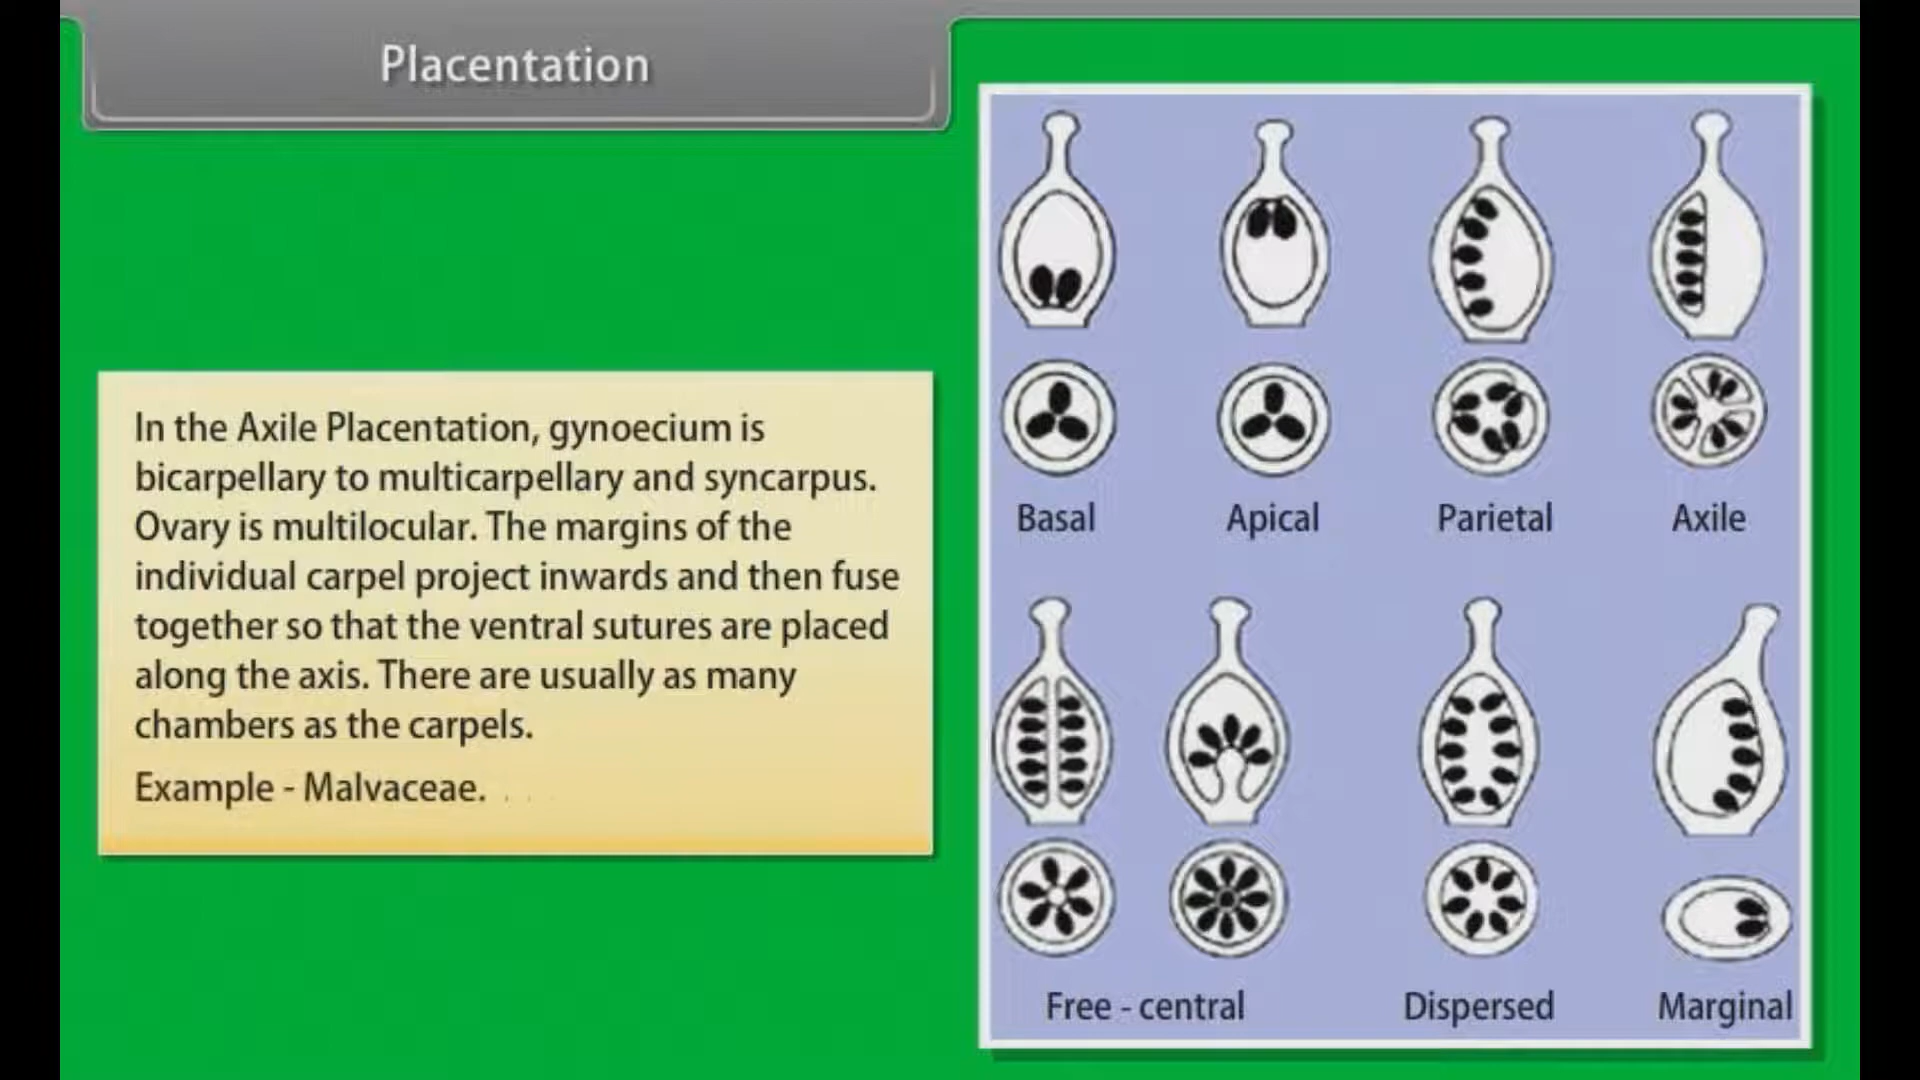 Placentation
In the Axile Placentation, gynoecium is
bicarpellary to multicarpellary and syncarpus.
Ovary is multilocular. The margins of the
individual carpel project inwards and then fuse
together so that the ventral sutures are placed
along the axis. There are usually as many
chambers as the carpels.
Example - Malvaceae.
Basal Apical Parietal Axile
Free - central Dispersed Marginal